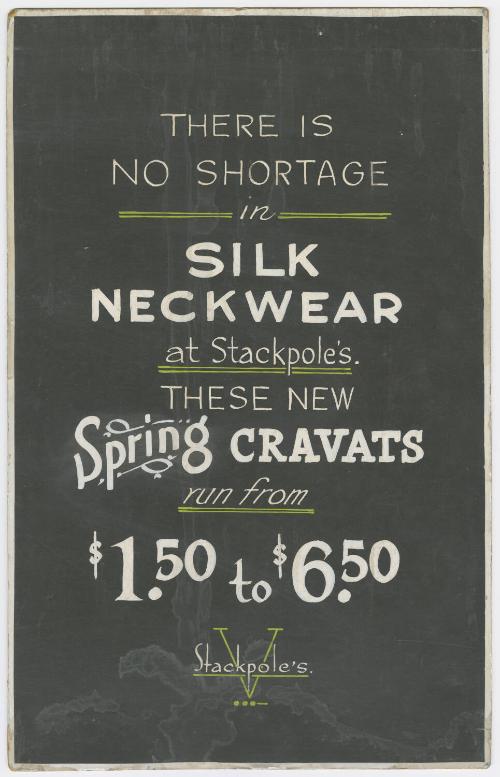 THERE IS
NO SHORTAGE
in
SILK
NECKWEAR
at Stackpole's.
THESE NEW
Spring CRAVATS
run from
$1.50 to $6.50
V
Stackpole's.